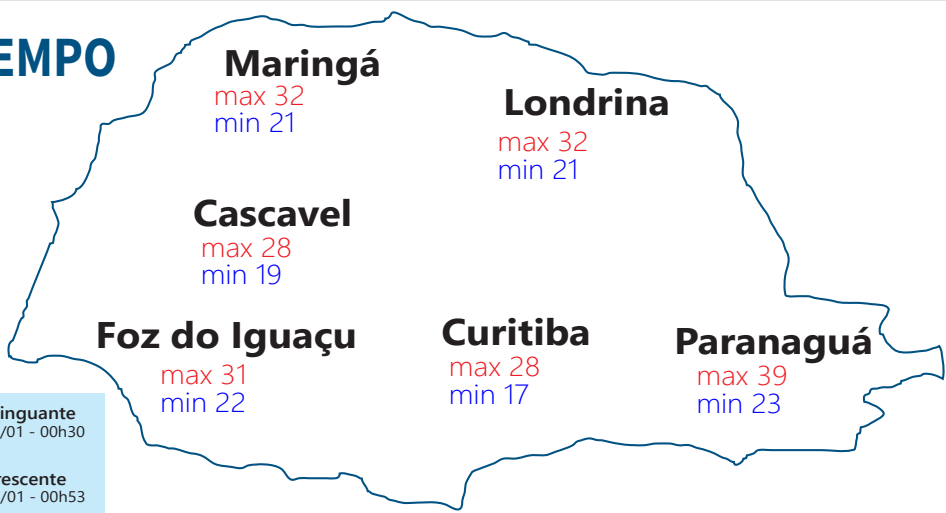 EMPO
Maringá
max 32
min 21
Londrina
max 32
min 21
Cascavel
max 28
min 19
Foz do Iguaçu
max 31
min 22
Curitiba
max 28
min 17
Paranaguá
max 39
min 23
inguante
/01 - 00h30
rescente
/01 - 00h53